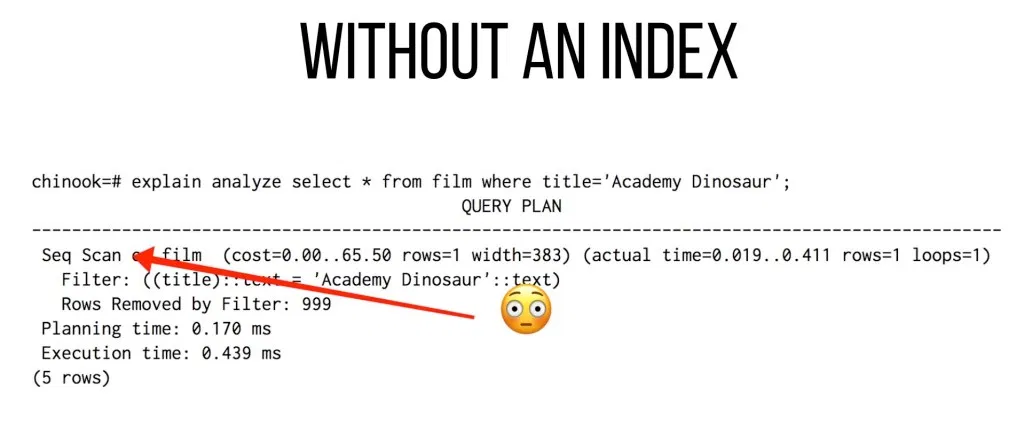 WITHOUT AN INDEX
chinook=# explain analyze select * from film where title='Academy Dinosaur';
QUERY PLAN
-------------------------------------------------------------------------------------------------
Seq Scan on film  (cost=0.00..65.50 rows=1 width=383) (actual time=0.019..0.411 rows=1 loops=1)
Filter: ((title)::text = 'Academy Dinosaur'::text)
Rows Removed by Filter: 999
Planning time: 0.170 ms
Execution time: 0.439 ms
(5 rows)